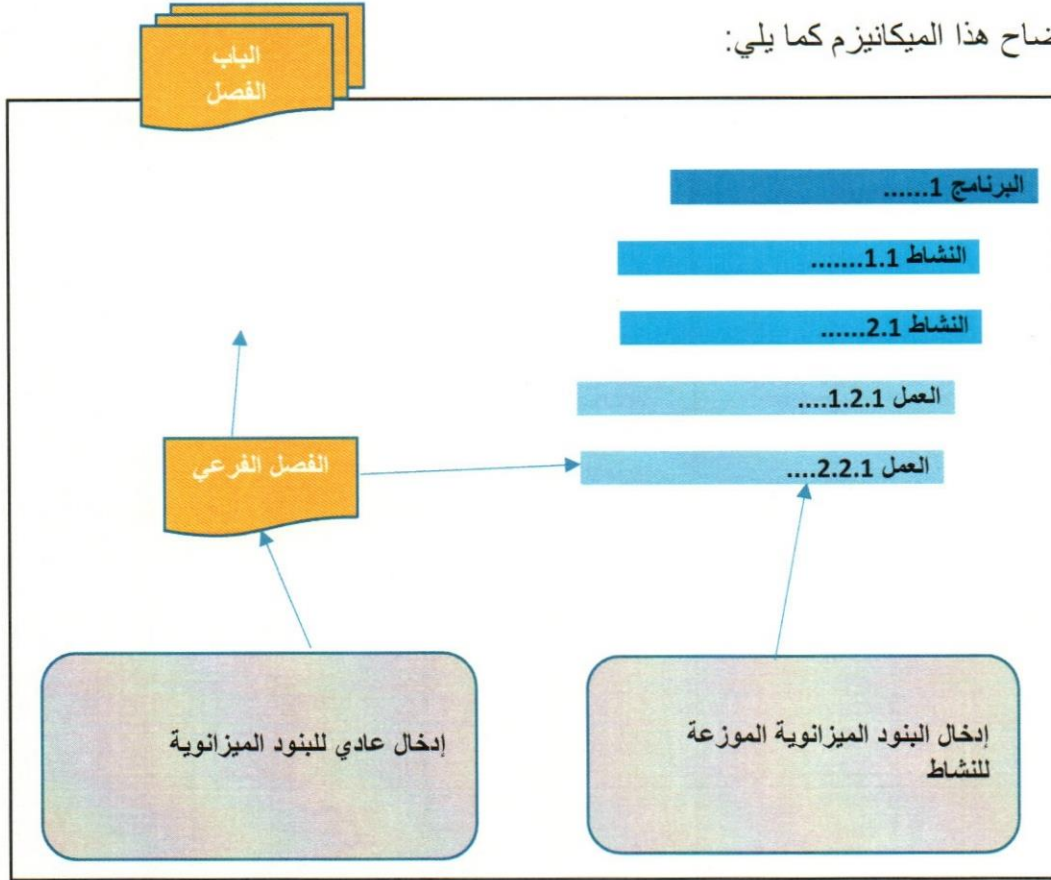 هذا الميكانيزم كما يلي:
الباب
الفصل
البرنامج 1......
النشاط 1.1.......
النشاط 2.1......
العمل 1.2.1....
الفصل الفرعي
العمل 2.2.1....
إدخال البنود الميزانوية الموزعة
للنشاط
إدخال عادي للبنود الميزانوية